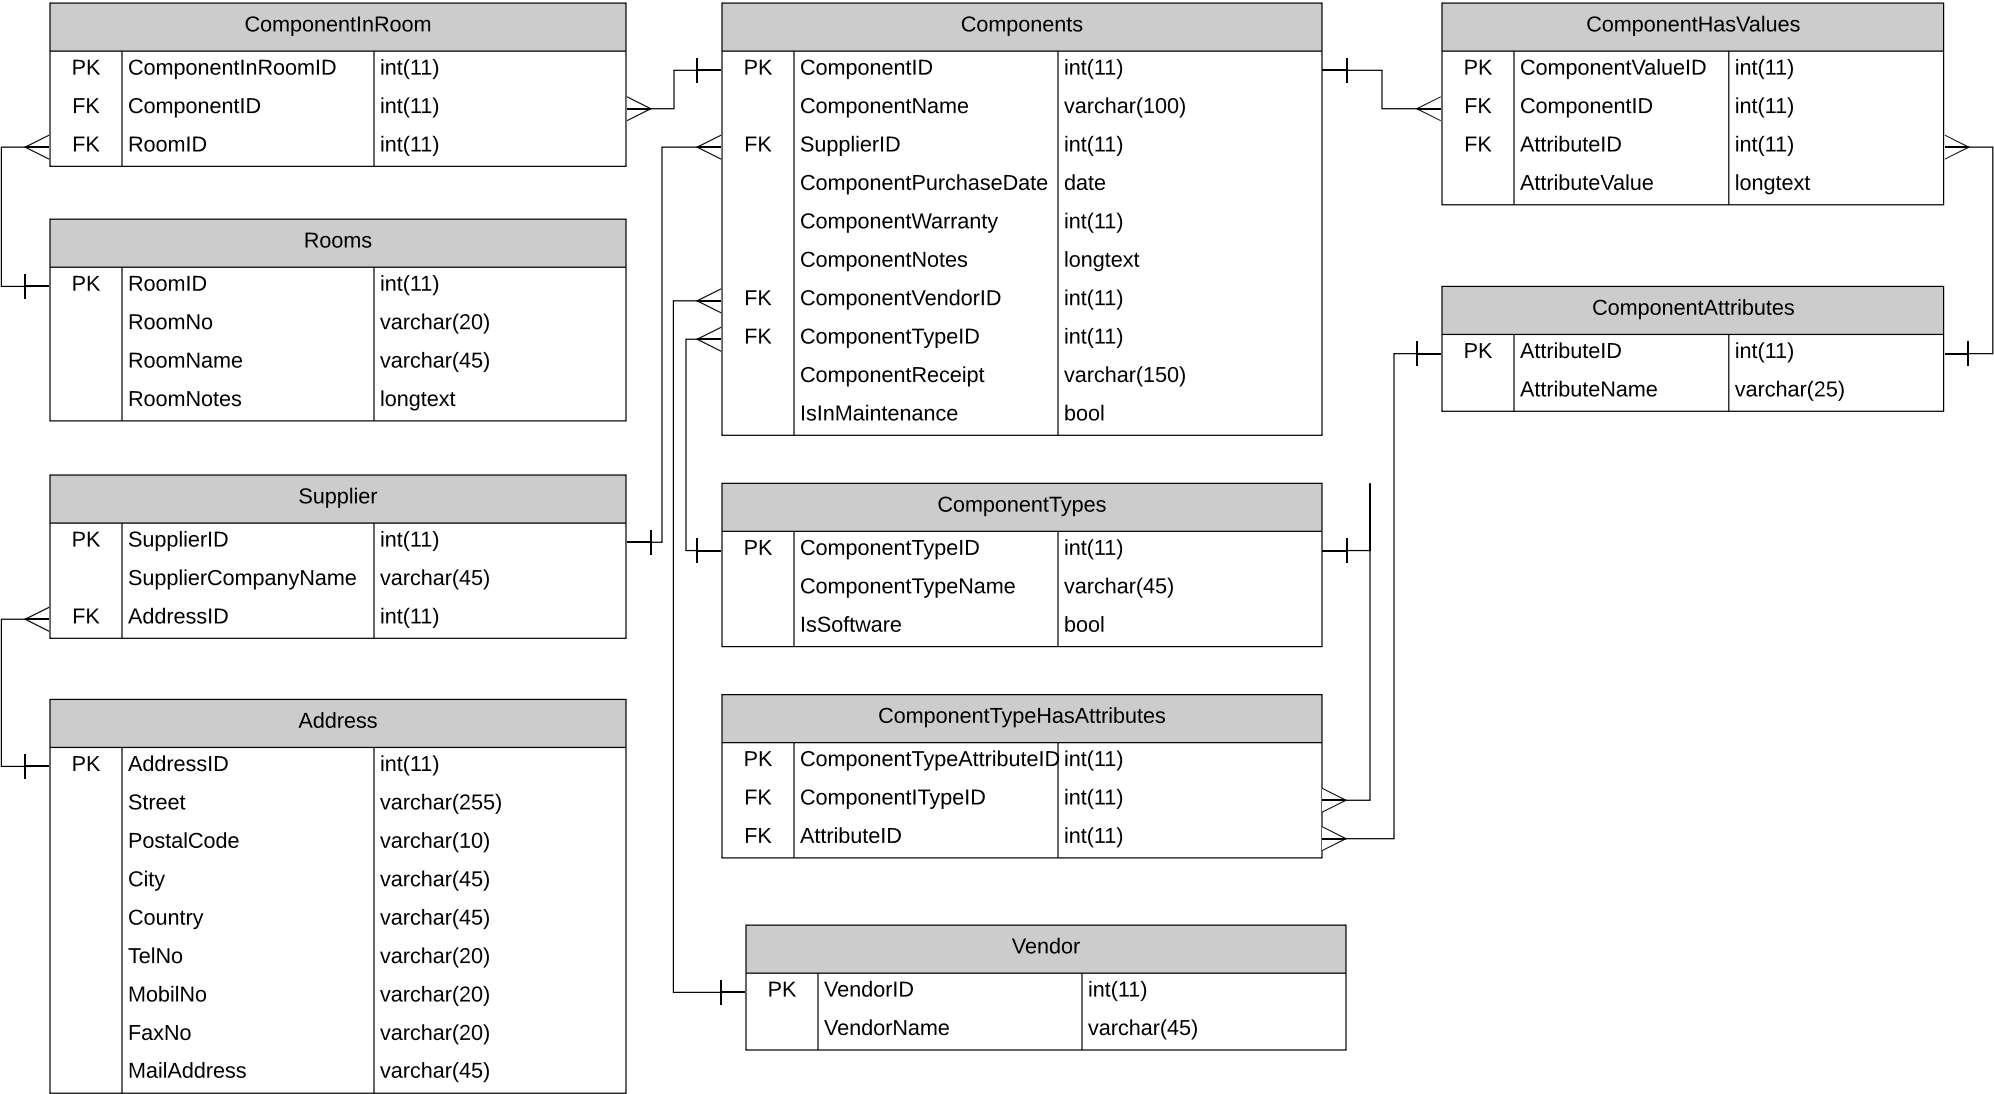 ComponentInRoom
PK ComponentInRoomID int(11)
FK ComponentID int(11)
FK RoomID int(11)
Rooms
PK RoomID int(11)
RoomNo varchar(20)
RoomName varchar(45)
RoomNotes longtext
Supplier
PK SupplierID int(11)
SupplierCompanyName varchar(45)
FK AddressID int(11)
Address
PK AddressID int(11)
Street varchar(255)
PostalCode varchar(10)
City varchar(45)
Country varchar(45)
TelNo varchar(20)
MobilNo varchar(20)
FaxNo varchar(20)
MailAddress varchar(45)
Components
PK ComponentID int(11)
ComponentName varchar(100)
FK SupplierID int(11)
ComponentPurchaseDate date
ComponentWarranty int(11)
ComponentNotes longtext
FK ComponentVendorID int(11)
FK ComponentTypeID int(11)
ComponentReceipt varchar(150)
IsInMaintenance bool
ComponentTypes
PK ComponentTypeID int(11)
ComponentTypeName varchar(45)
IsSoftware bool
ComponentTypeHasAttributes
PK ComponentTypeAttributeID int(11)
FK ComponentITypeID int(11)
FK AttributeID int(11)
Vendor
PK VendorID int(11)
VendorName varchar(45)
ComponentHasValues
PK ComponentValueID int(11)
FK ComponentID int(11)
FK AttributeID int(11)
AttributeValue longtext
ComponentAttributes
PK AttributeID int(11)
AttributeName varchar(25)